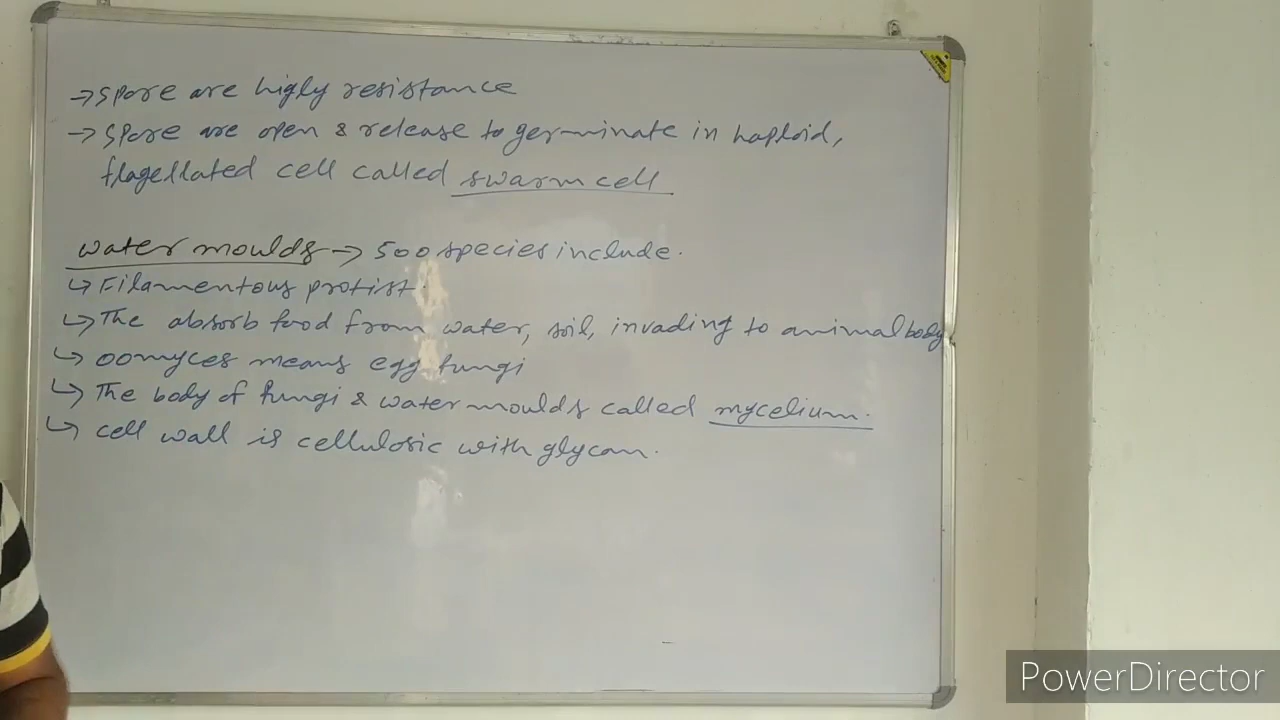 → Spore are higly resistance
→ Spore are open & release to germinate in haploid,
flagellated cell called swarm cell
water moulds → 500 species include.
↳ Filamentous protist.
↳ The absorb food from water, soil, invading to animal body
↳ oomyces means egg fungi
↳ The body of fungi & water moulds called mycelium.
↳ cell wall is cellulosic with glycan.
PowerDirector